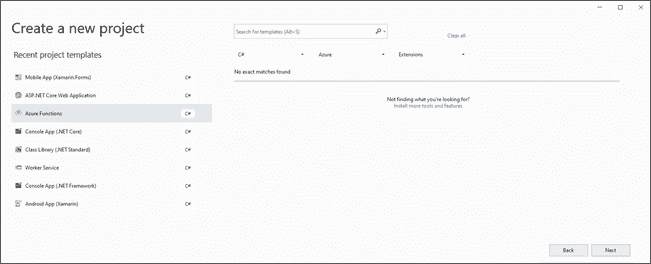 Create a new project
Search for templates (Alt+S)
Clear all
Recent project templates
C#
Azure
Extensions
No exact matches found
Mobile App (Xamarin.Forms) C#
ASP.NET Core Web Application C#
Azure Functions C#
Console App (.NET Core) C#
Class Library (.NET Standard) C#
Worker Service C#
Console App (.NET Framework) C#
Android App (Xamarin) C#
Not finding what you're looking for?
Install more tools and features
Back
Next